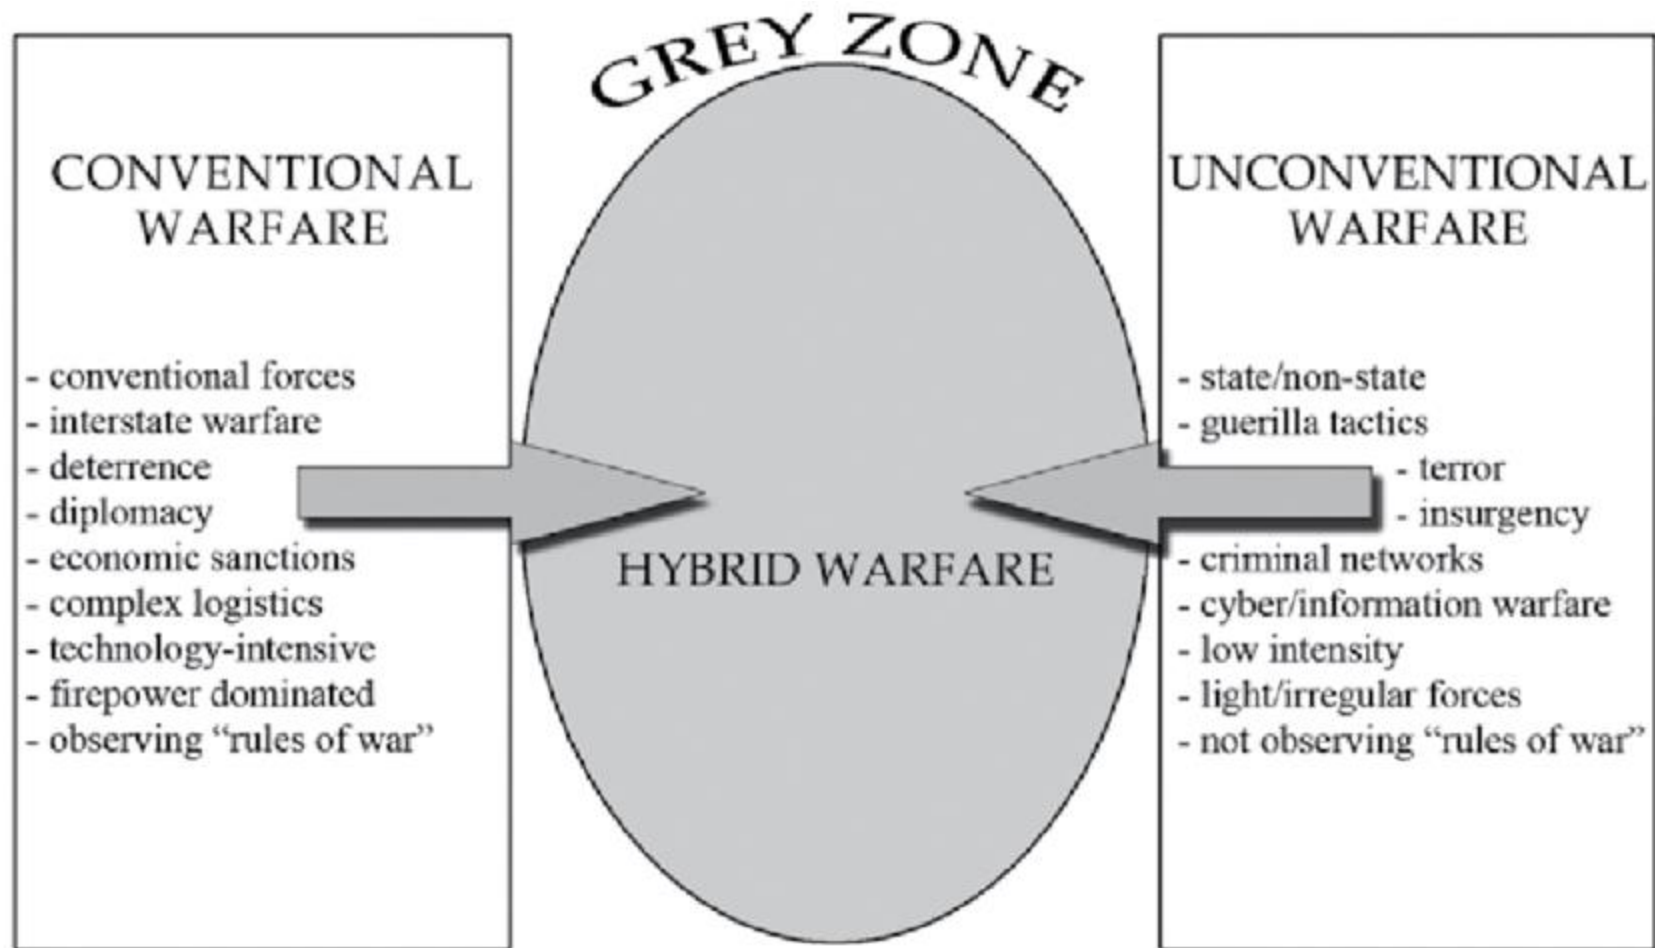 GREY ZONE
CONVENTIONAL
WARFARE
- conventional forces
- interstate warfare
- deterrence
- diplomacy
- economic sanctions
- complex logistics
- technology-intensive
- firepower dominated
- observing “rules of war”
HYBRID WARFARE
UNCONVENTIONAL
WARFARE
- state/non-state
- guerilla tactics
- terror
- insurgency
- criminal networks
- cyber/information warfare
- low intensity
- light/irregular forces
- not observing “rules of war”